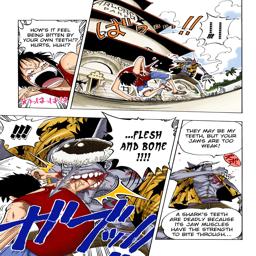 HOW'S IT FEEL
BEING BITTEN BY
YOUR OWN TEETH!?
HURTS, HUH!?
THEY MAY BE
MY TEETH, BUT YOUR
JAWS ARE TOO
WEAK!
...FLESH
AND BONE
!!!!
A SHARK'S TEETH
ARE DEADLY BECAUSE
ITS JAW MUSCLES
HAVE THE STRENGTH
TO BITE THROUGH...